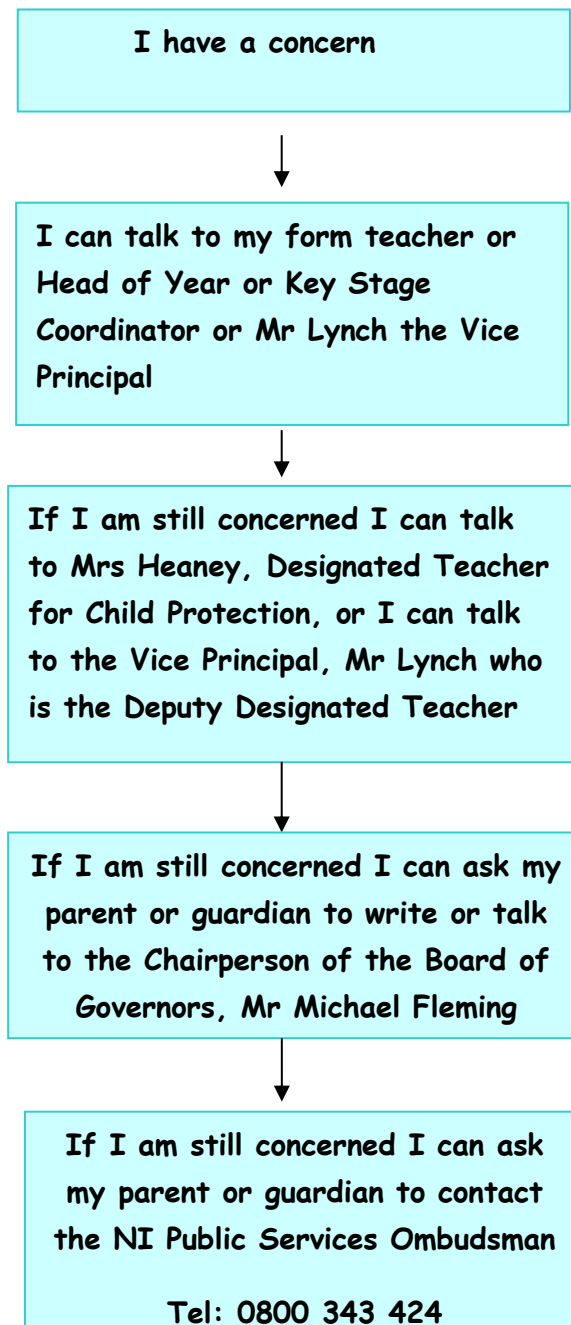 I have a concern
I can talk to my form teacher or
Head of Year or Key Stage
Coordinator or Mr Lynch the Vice
Principal
If I am still concerned I can talk
to Mrs Heaney, Designated Teacher
for Child Protection, or I can talk
to the Vice Principal, Mr Lynch who
is the Deputy Designated Teacher
If I am still concerned I can ask my
parent or guardian to write or talk
to the Chairperson of the Board of
Governors, Mr Michael Fleming
If I am still concerned I can ask
my parent or guardian to contact
the NI Public Services Ombudsman
Tel: 0800 343 424